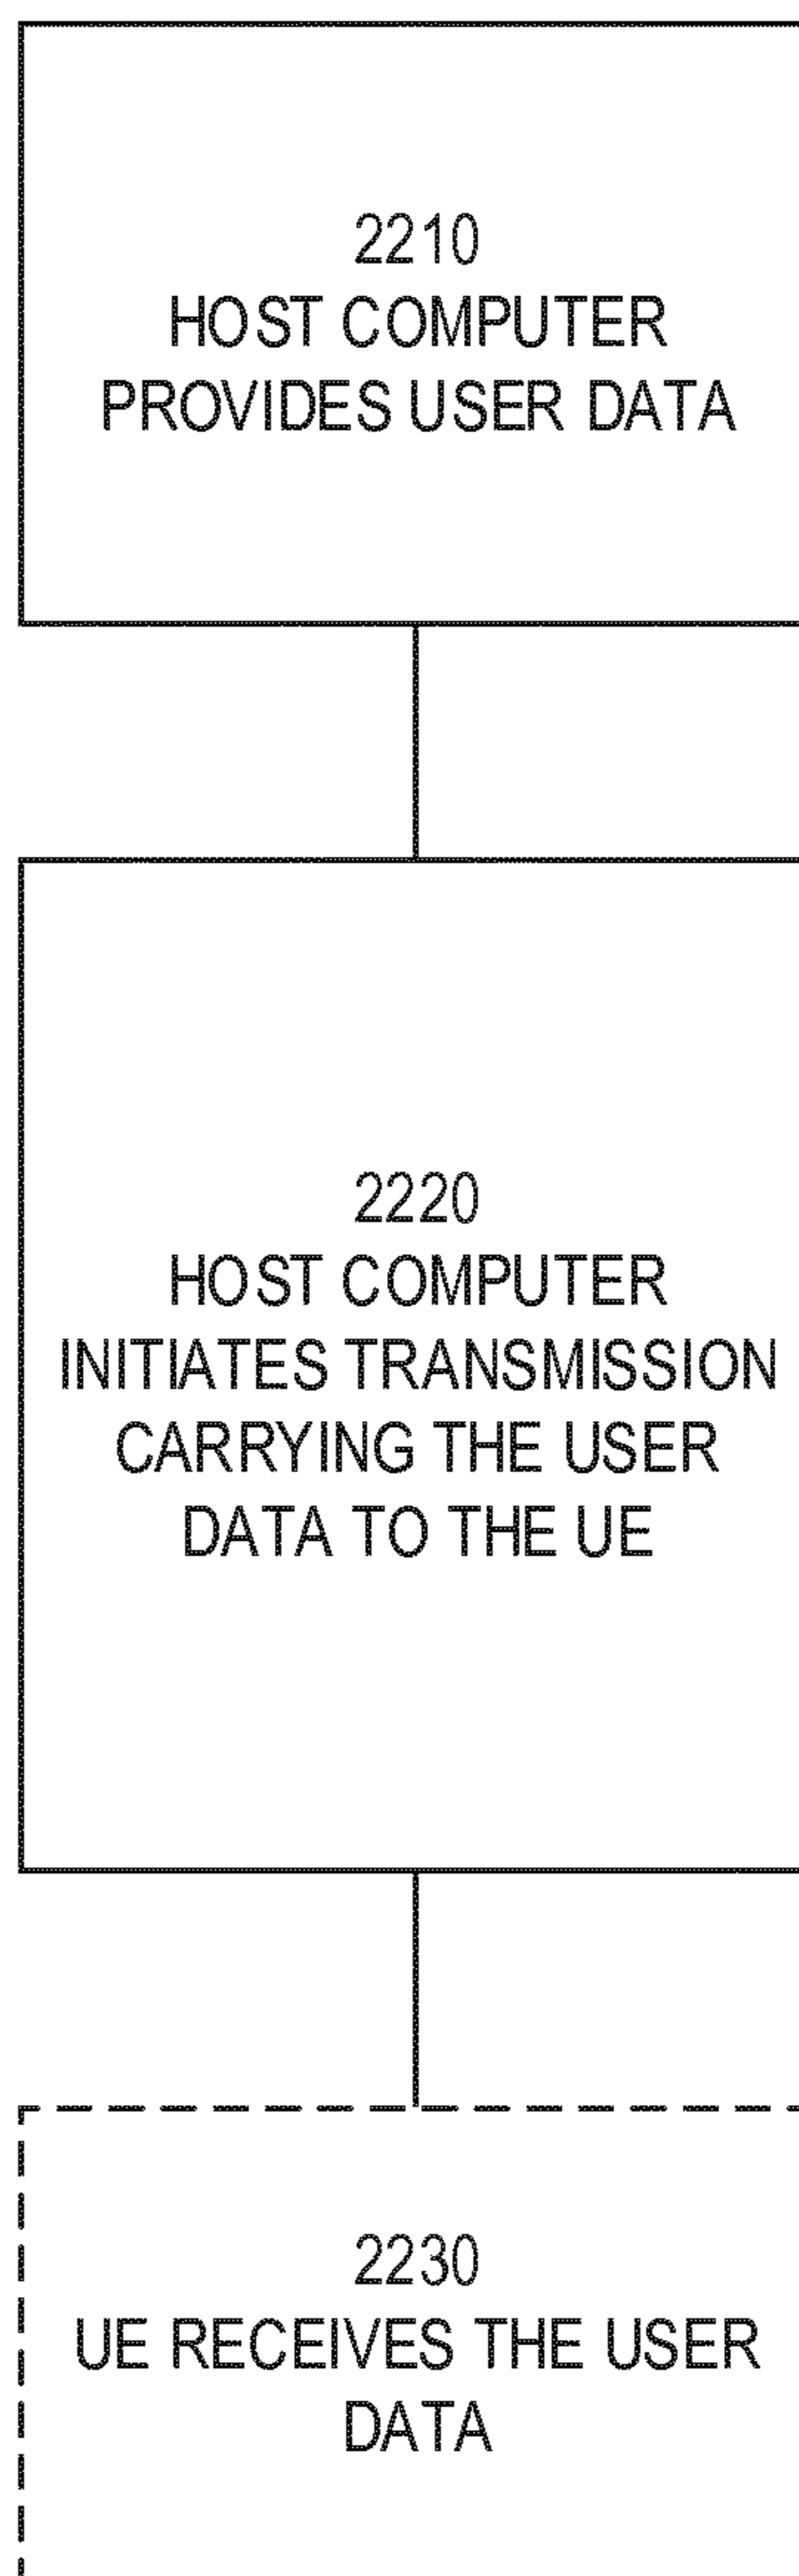 2210
HOST COMPUTER
PROVIDES USER DATA
2220
HOST COMPUTER
INITIATES TRANSMISSION
CARRYING THE USER
DATA TO THE UE
2230
UE RECEIVES THE USER
DATA